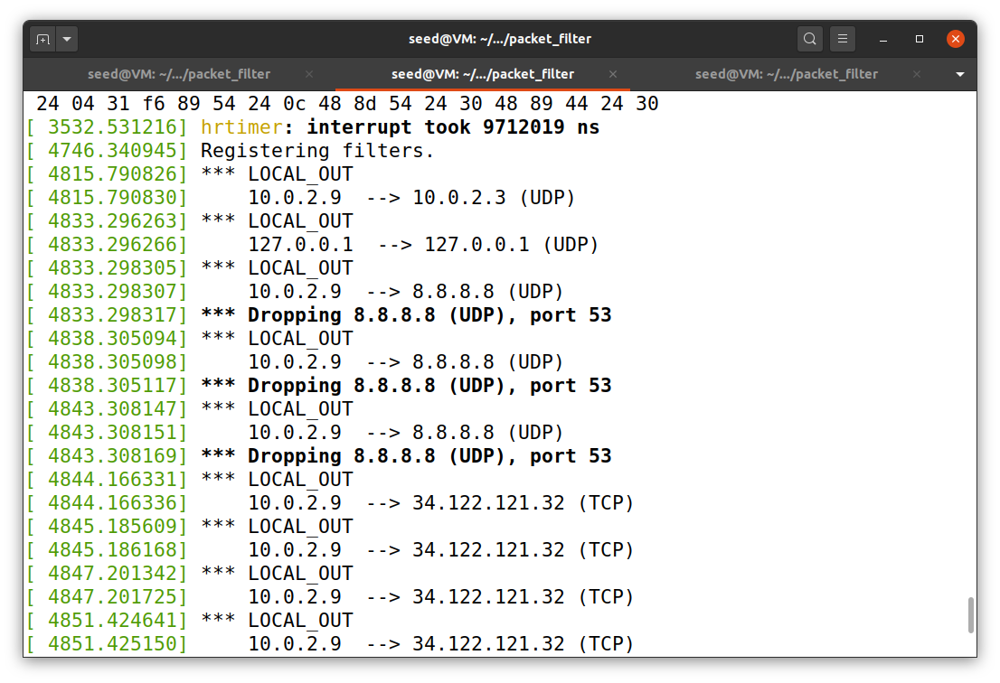 seed@VM: ~/.../packet_filter
seed@VM: ~/.../packet_filter seed@VM: ~/.../packet_filter seed@VM: ~/.../packet_filter
24 04 31 f6 89 54 24 0c 48 8d 54 24 30 48 89 44 24 30
[ 3532.531216] hrtimer: interrupt took 9712019 ns
[ 4746.340945] Registering filters.
[ 4815.790826] *** LOCAL_OUT
[ 4815.790830]     10.0.2.9  --> 10.0.2.3 (UDP)
[ 4833.296263] *** LOCAL_OUT
[ 4833.296266]     127.0.0.1  --> 127.0.0.1 (UDP)
[ 4833.298305] *** LOCAL_OUT
[ 4833.298307]     10.0.2.9  --> 8.8.8.8 (UDP)
[ 4833.298317] *** Dropping 8.8.8.8 (UDP), port 53
[ 4838.305094] *** LOCAL_OUT
[ 4838.305098]     10.0.2.9  --> 8.8.8.8 (UDP)
[ 4838.305117] *** Dropping 8.8.8.8 (UDP), port 53
[ 4843.308147] *** LOCAL_OUT
[ 4843.308151]     10.0.2.9  --> 8.8.8.8 (UDP)
[ 4843.308169] *** Dropping 8.8.8.8 (UDP), port 53
[ 4844.166331] *** LOCAL_OUT
[ 4844.166336]     10.0.2.9  --> 34.122.121.32 (TCP)
[ 4845.185609] *** LOCAL_OUT
[ 4845.186168]     10.0.2.9  --> 34.122.121.32 (TCP)
[ 4847.201342] *** LOCAL_OUT
[ 4847.201725]     10.0.2.9  --> 34.122.121.32 (TCP)
[ 4851.424641] *** LOCAL_OUT
[ 4851.425150]     10.0.2.9  --> 34.122.121.32 (TCP)